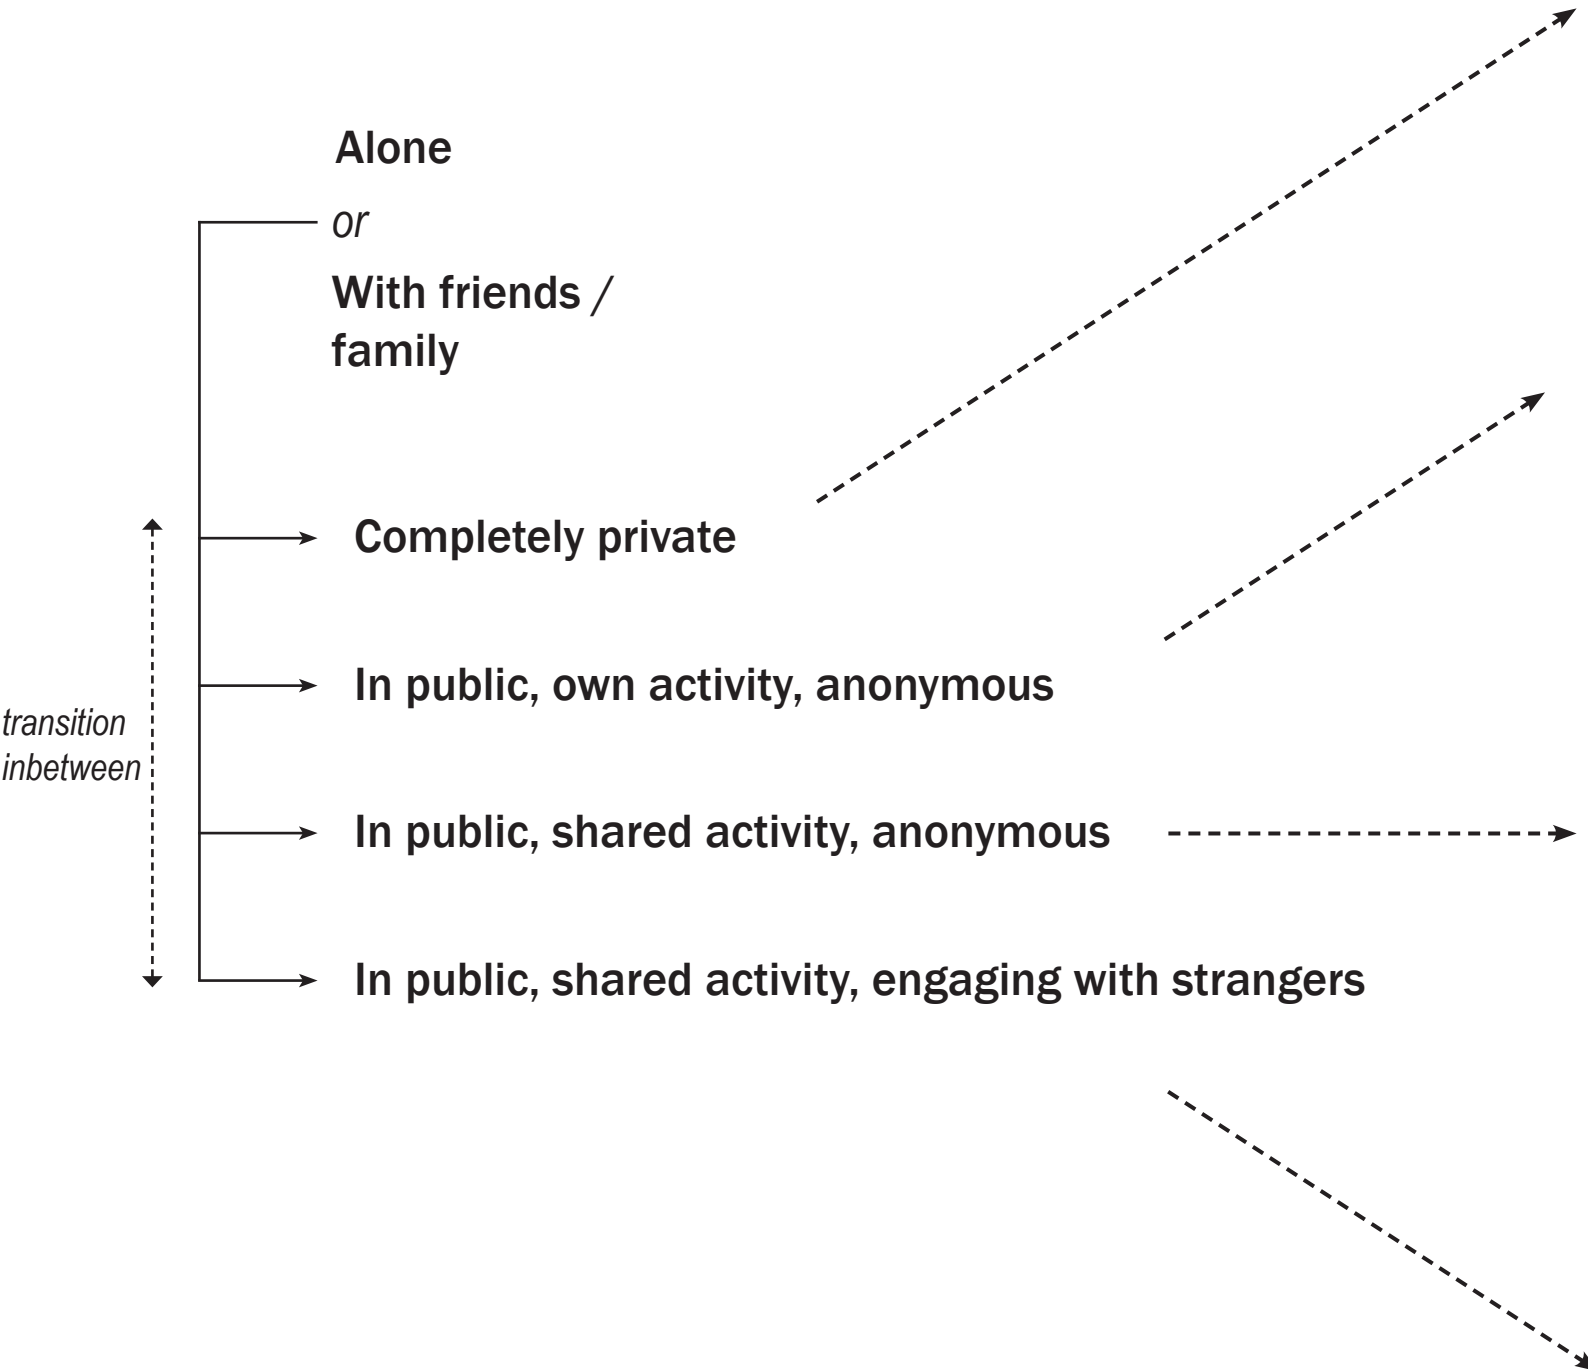 Alone
or
With friends /
family
Completely private
In public, own activity, anonymous
transition
inbetween
In public, shared activity, anonymous
In public, shared activity, engaging with strangers